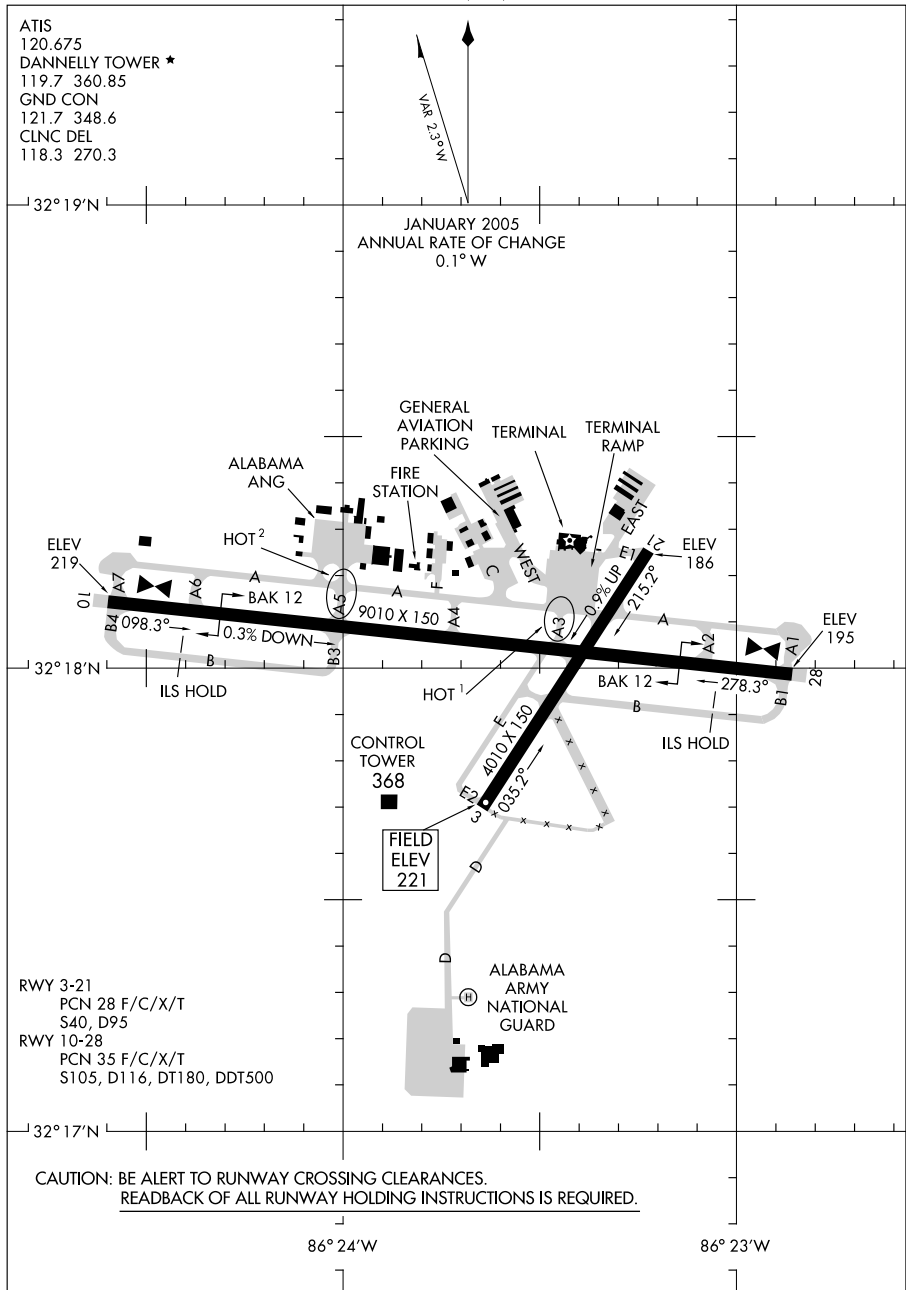 ATIS
120.675
DANNELLY TOWER ★
119.7 360.85
GND CON
121.7 348.6
CLNC DEL
118.3 270.3
VAR 2.3° W
32° 19'N
JANUARY 2005
ANNUAL RATE OF CHANGE
0.1° W
GENERAL
AVIATION
PARKING
TERMINAL
TERMINAL
RAMP
ALABAMA
ANG
FIRE
STATION
HOT 2
WEST
EAST
ELEV
219
ELEV
186
ELEV
195
10
A7
A6
A
BAK 12
A5
A
F
A4
C
9010 X 150
A3
0.9% UP
E1
21
215.2°
A
A2
A1
28
B4
098.3°
0.3% DOWN
B3
B
ILS HOLD
32° 18'N
HOT 1
BAK 12
278.3°
B1
B
ILS HOLD
E
4010 X 150
035.2°
E2
3
CONTROL
TOWER
368
FIELD
ELEV
221
D
D
H
ALABAMA
ARMY
NATIONAL
GUARD
RWY 3-21
PCN 28 F/C/X/T
S40, D95
RWY 10-28
PCN 35 F/C/X/T
S105, D116, DT180, DDT500
32° 17'N
CAUTION: BE ALERT TO RUNWAY CROSSING CLEARANCES.
READBACK OF ALL RUNWAY HOLDING INSTRUCTIONS IS REQUIRED.
86° 24'W
86° 23'W